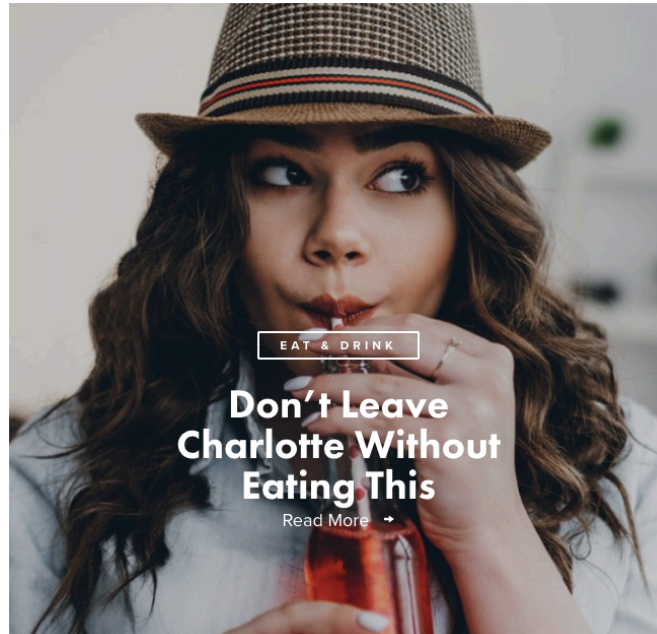 EAT & DRINK
Don’t Leave
Charlotte Without
Eating This
Read More →